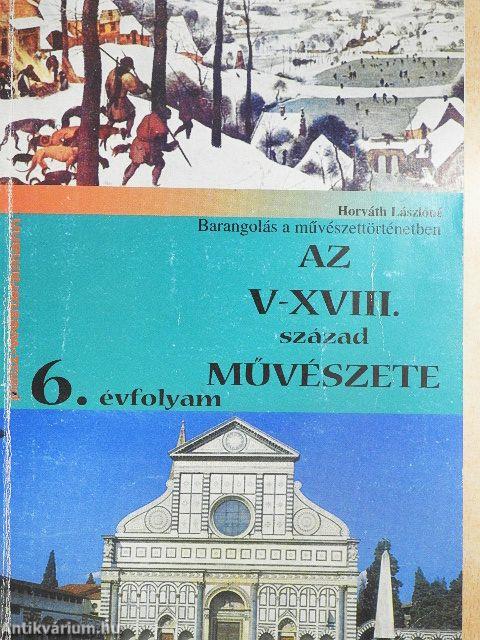 Horváth Lászlóné
Barangolás a művészettörténetben
AZ
V-XVIII.
század
MŰVÉSZETE
6. évfolyam
Antikvárium.hu